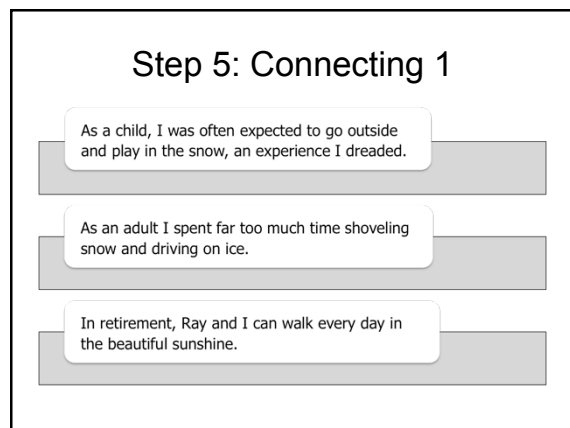 Step 5: Connecting 1
As a child, I was often expected to go outside
and play in the snow, an experience I dreaded.
As an adult I spent far too much time shoveling
snow and driving on ice.
In retirement, Ray and I can walk every day in
the beautiful sunshine.